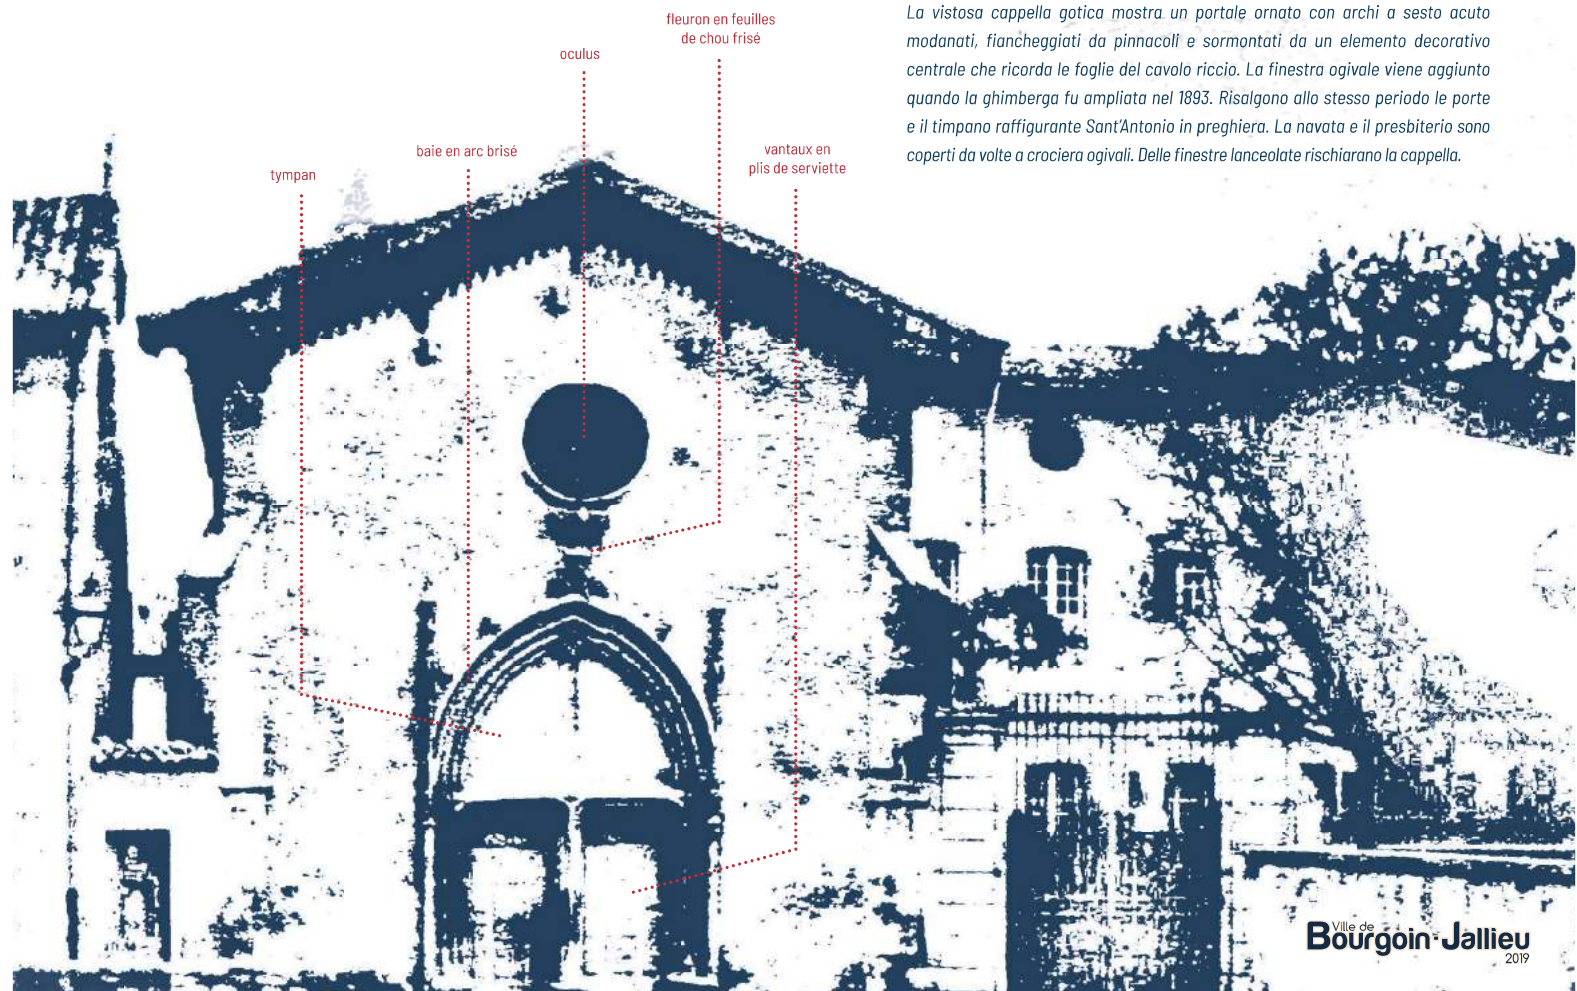 La vistosa cappella gotica mostra un portale ornato con archi a sesto acuto
modanati, fiancheggiati da pinnacoli e sormontati da un elemento decorativo
centrale che ricorda le foglie del cavolo riccio. La finestra ogivale viene aggiunto
quando la ghimberga fu ampliata nel 1893. Risalgono allo stesso periodo le porte
e il timpano raffigurante Sant'Antonio in preghiera. La navata e il presbiterio sono
coperti da volte a crociera ogivali. Delle finestre lanceolate rischiarano la cappella.
fleuron en feuilles
de chou frisé
oculus
baie en arc brisé
vantaux en
plis de serviette
tympan
Ville de
Bourgoin-Jallieu
2019